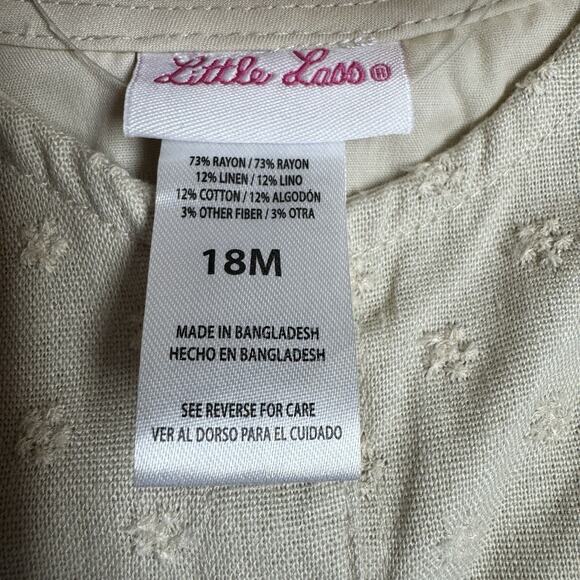 Little Lass®
73% RAYON / 73% RAYON
12% LINEN / 12% LINO
12% COTTON / 12% ALGODÓN
3% OTHER FIBER / 3% OTRA
18M
MADE IN BANGLADESH
HECHO EN BANGLADESH
SEE REVERSE FOR CARE
VER AL DORSO PARA EL CUIDADO